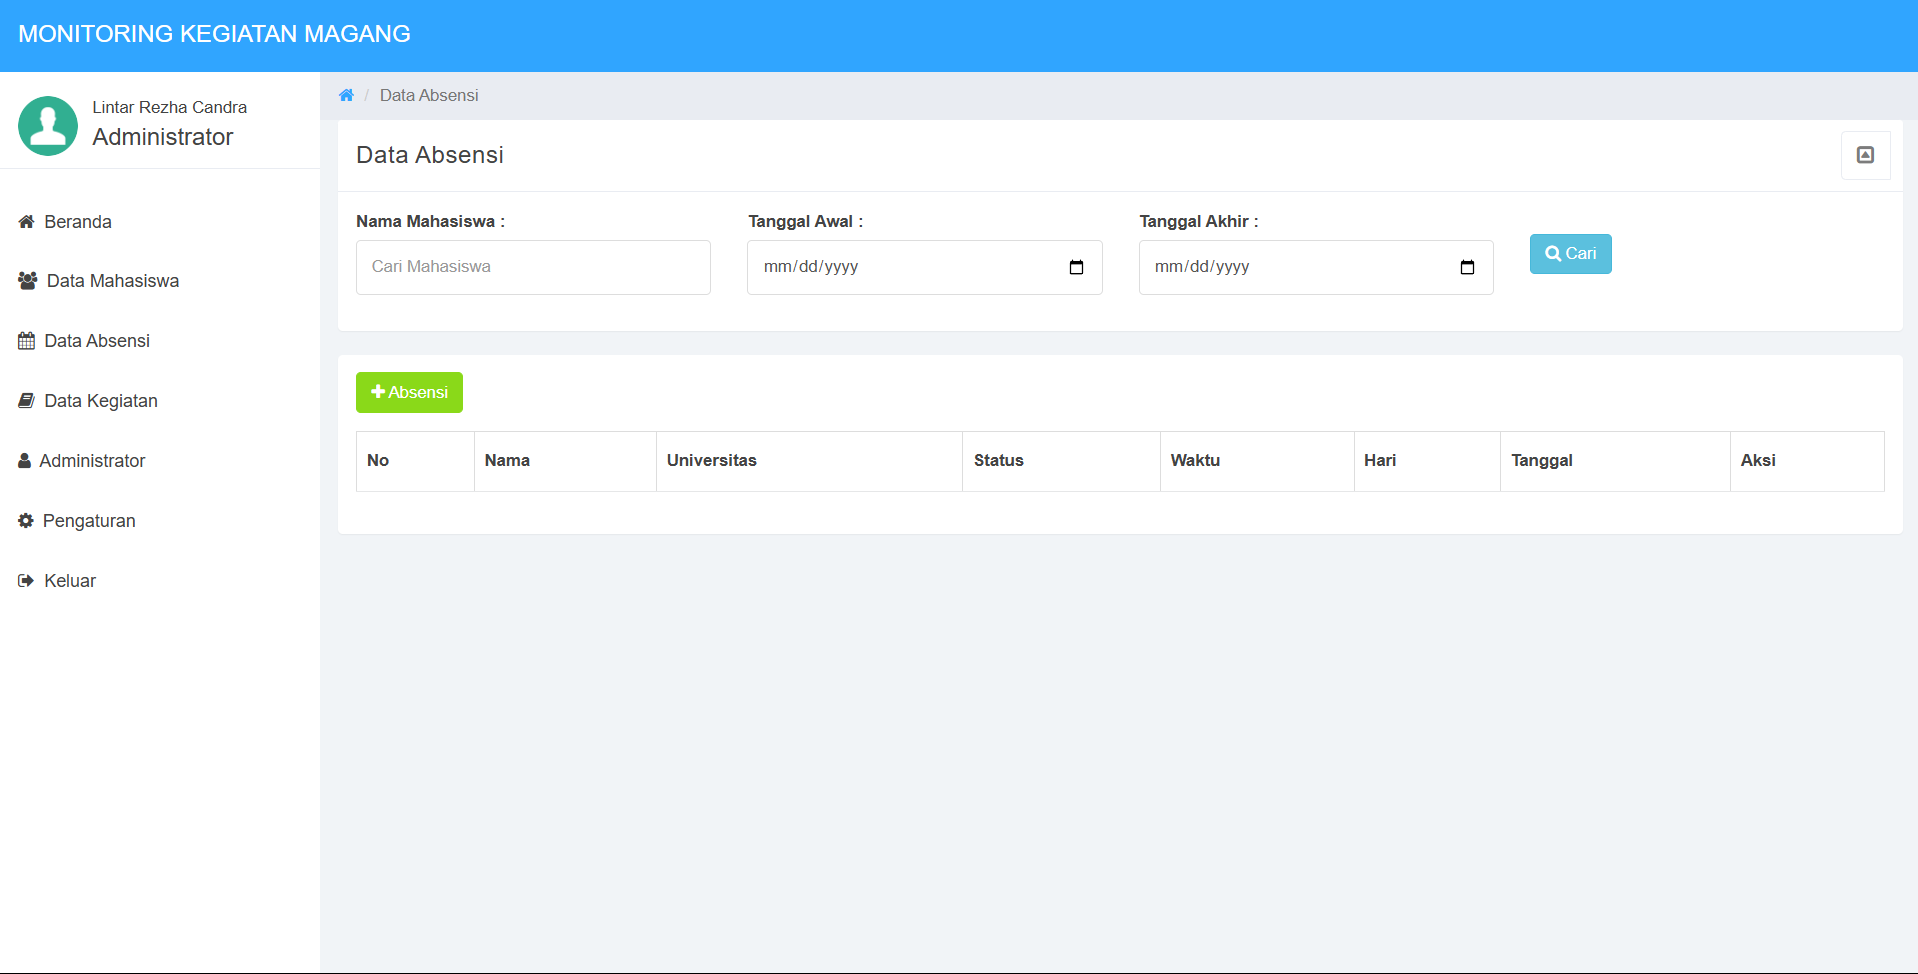 MONITORING KEGIATAN MAGANG
Lintar Rezha Candra
Administrator
Beranda
Data Mahasiswa
Data Absensi
Data Kegiatan
Administrator
Pengaturan
Keluar
/ Data Absensi
Data Absensi
Nama Mahasiswa : Tanggal Awal : Tanggal Akhir :
Cari Mahasiswa mm/dd/yyyy mm/dd/yyyy Cari
Absensi
No Nama Universitas Status Waktu Hari Tanggal Aksi